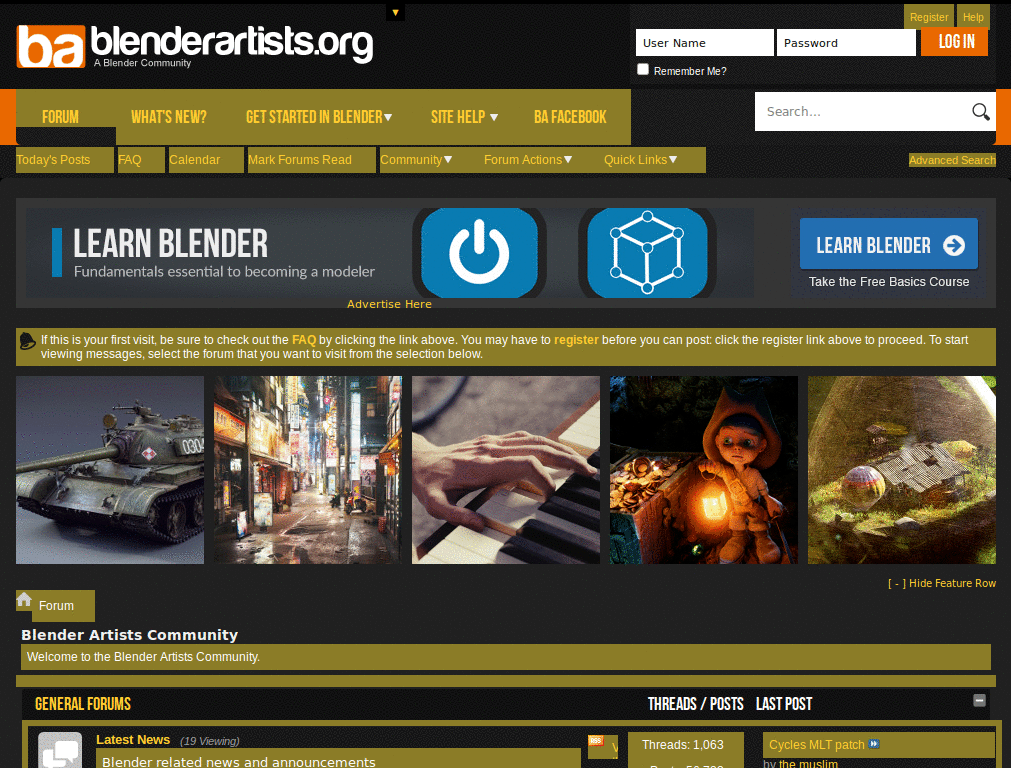 ▼
Register Help
ba blenderartists.org
A Blender Community
User Name Password LOG IN
Remember Me?
FORUM WHAT'S NEW? GET STARTED IN BLENDER▼ SITE HELP ▼ BA FACEBOOK
Search...
Today's Posts FAQ Calendar Mark Forums Read Community▼ Forum Actions▼ Quick Links▼
Advanced Search
LEARN BLENDER
Fundamentals essential to becoming a modeler
LEARN BLENDER
Take the Free Basics Course
Advertise Here
If this is your first visit, be sure to check out the FAQ by clicking the link above. You may have to register before you can post: click the register link above to proceed. To start
viewing messages, select the forum that you want to visit from the selection below.
[ - ] Hide Feature Row
Forum
Blender Artists Community
Welcome to the Blender Artists Community.
GENERAL FORUMS THREADS / POSTS LAST POST
Latest News (19 Viewing)
Blender related news and announcements
RSS
Threads: 1,063
Cycles MLT patch
by the muslim